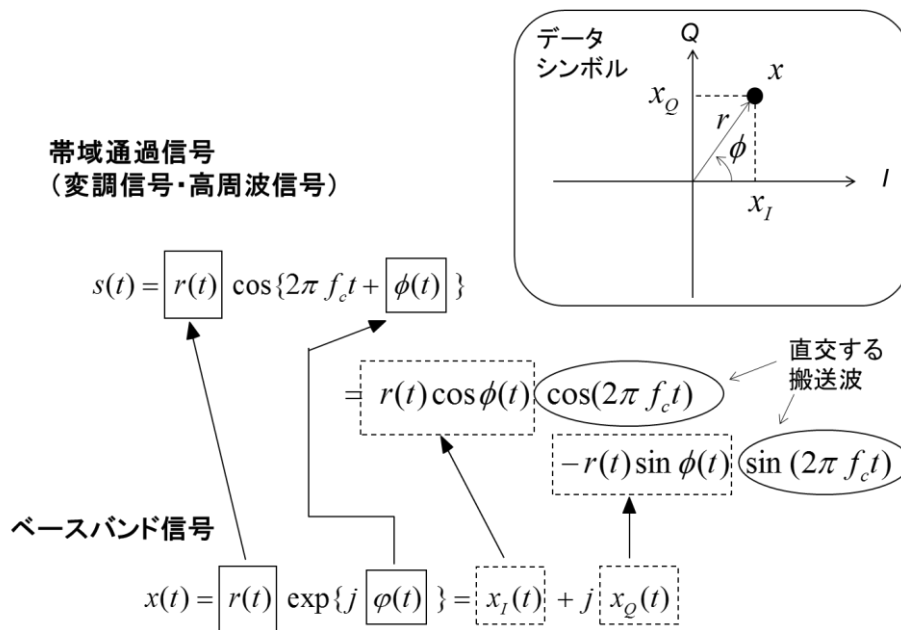 データ
シンボル
Q
x
x_Q
r
ϕ
I
x_I
帯域通過信号
(変調信号・高周波信号)
s(t) = r(t) cos{2π f_c t + ϕ(t) }
直交する
搬送波
= r(t) cos ϕ(t) cos(2π f_c t)
−r(t) sin ϕ(t) sin (2π f_c t)
ベースバンド信号
x(t) = r(t) exp{ j φ(t) } = x_I(t) + j x_Q(t)